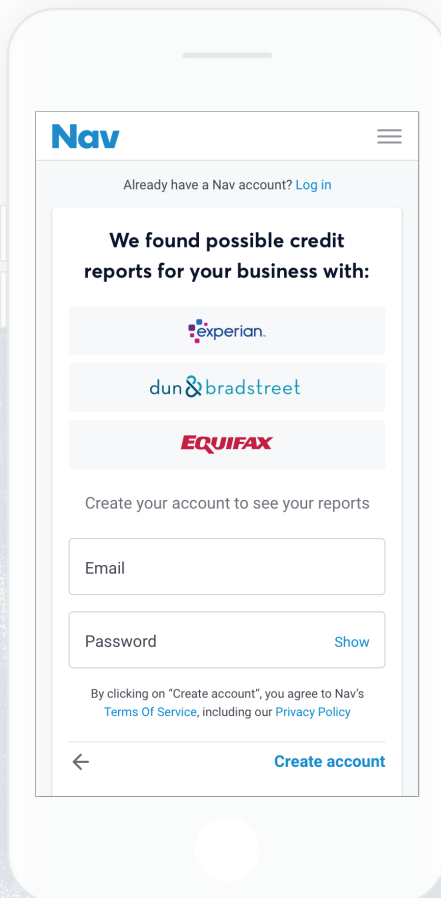 Nav
Already have a Nav account? Log in
We found possible credit
reports for your business with:
experian.
dun & bradstreet
EQUIFAX
Create your account to see your reports
Email
Password Show
By clicking on “Create account”, you agree to Nav’s
Terms Of Service, including our Privacy Policy
Create account